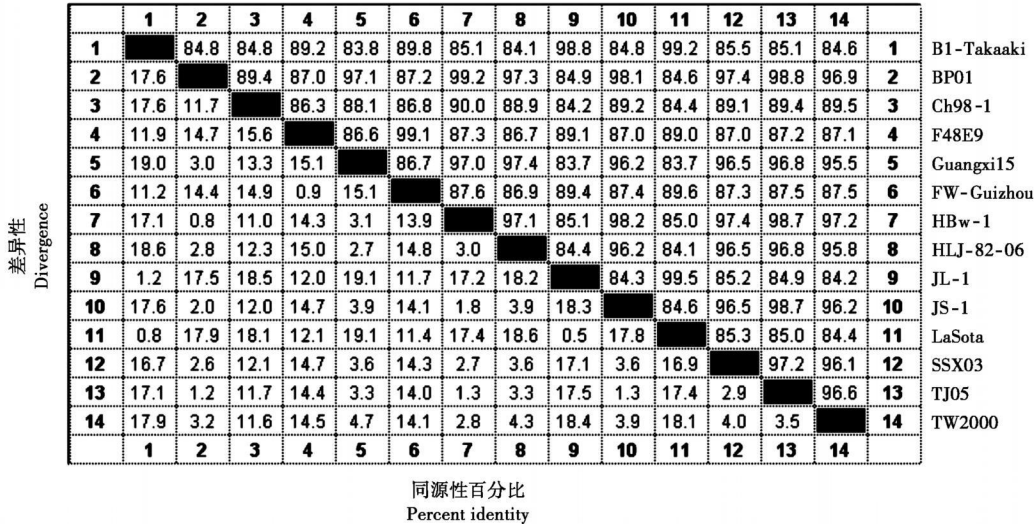 1 2 3 4 5 6 7 8 9 10 11 12 13 14
1 84.8 84.8 89.2 83.8 89.8 85.1 84.1 98.8 84.8 99.2 85.5 85.1 84.6 1 B1-Takaaki
2 17.6 89.4 87.0 97.1 87.2 99.2 97.3 84.9 98.1 84.6 97.4 98.8 96.9 2 BP01
3 17.6 11.7 86.3 88.1 86.8 90.0 88.9 84.2 89.2 84.4 89.1 89.4 89.5 3 Ch98-1
4 11.9 14.7 15.6 86.6 99.1 87.3 86.7 89.1 87.0 89.0 87.0 87.2 87.1 4 F48E9
5 19.0 3.0 13.3 15.1 86.7 97.0 97.4 83.7 96.2 83.7 96.5 96.8 95.5 5 Guangxi15
6 11.2 14.4 14.9 0.9 15.1 87.6 86.9 89.4 87.4 89.6 87.3 87.5 87.5 6 FW-Guizhou
7 17.1 0.8 11.0 14.3 3.1 13.9 97.1 85.1 98.2 85.0 97.4 98.7 97.2 7 HBw-1
8 18.6 2.8 12.3 15.0 2.7 14.8 3.0 84.4 96.2 84.1 96.5 96.8 95.8 8 HLJ-82-06
9 1.2 17.5 18.5 12.0 19.1 11.7 17.2 18.2 84.3 99.5 85.2 84.9 84.2 9 JL-1
10 17.6 2.0 12.0 14.7 3.9 14.1 1.8 3.9 18.3 84.6 96.5 98.7 96.2 10 JS-1
11 0.8 17.9 18.1 12.1 19.1 11.4 17.4 18.6 0.5 17.8 85.3 85.0 84.4 11 LaSota
12 16.7 2.6 12.1 14.7 3.6 14.3 2.7 3.6 17.1 3.6 16.9 97.2 96.1 12 SSX03
13 17.1 1.2 11.7 14.4 3.3 14.0 1.3 3.3 17.5 1.3 17.4 2.9 96.6 13 TJ05
14 17.9 3.2 11.6 14.5 4.7 14.1 2.8 4.3 18.4 3.9 18.1 4.0 3.5 14 TW2000
1 2 3 4 5 6 7 8 9 10 11 12 13 14
差异性
Divergence
同源性百分比
Percent identity